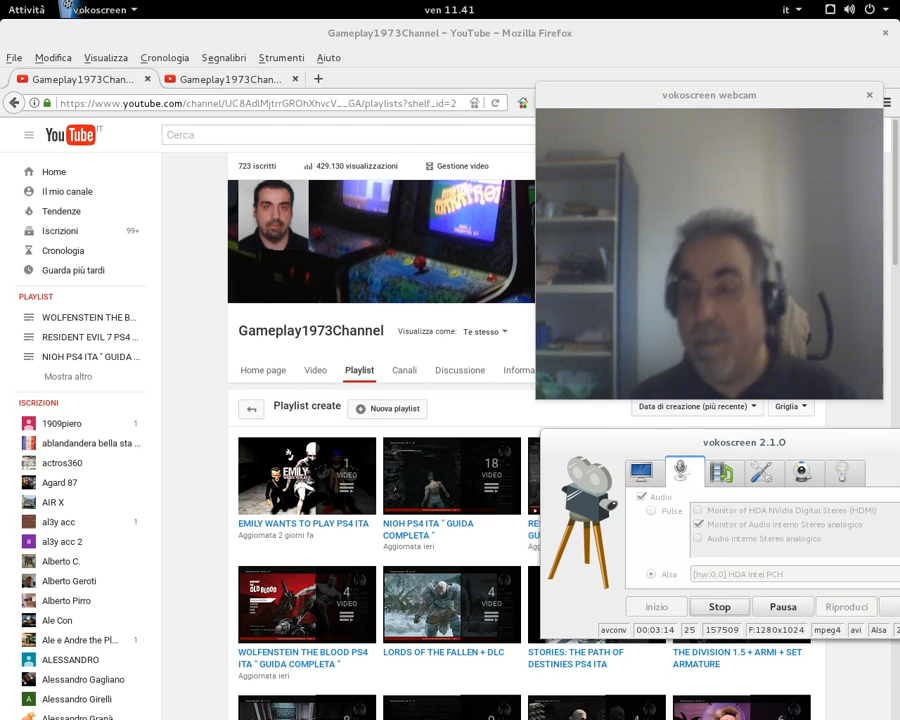 Attività
vokoscreen
ven 11.41
it
Gameplay1973Channel – YouTube – Mozilla Firefox
File Modifica Visualizza Cronologia Segnalibri Strumenti Aiuto
Gameplay1973Chan...
Gameplay1973Chan...
https://www.youtube.com/channel/UC8AdlMjtrrGROhXhvcV__GA/playlists?shelf_id=2
You Tube IT
Cerca
Home
Il mio canale
Tendenze
Iscrizioni 99+
Cronologia
Guarda più tardi
PLAYLIST
WOLFENSTEIN THE B...
RESIDENT EVIL 7 PS4 ...
NIOH PS4 ITA " GUIDA ...
Mostra altro
ISCRIZIONI
1909piero 1
ablandandera bella sta ...
actros360
Agard 87
AIR X
al3y acc 1
al3y acc 2
Alberto C.
Alberto Geroti
Alberto Pirro
Ale Con
Ale e Andre the Pl... 1
ALESSANDRO
Alessandro Gagliano
Alessandro Girelli
Alessandro Granà
723 iscritti
429.130 visualizzazioni
Gestione video
Gameplay1973Channel
Visualizza come: Te stesso
Home page Video Playlist Canali Discussione Informa
Playlist create
Nuova playlist
Data di creazione (più recente)
Griglia
EMILY
1
VIDEO
EMILY WANTS TO PLAY PS4 ITA
Aggiornata 2 giorni fa
18
VIDEO
NIOH PS4 ITA " GUIDA
COMPLETA "
Aggiornata ieri
THE OLD BLOOD
4
VIDEO
WOLFENSTEIN THE BLOOD PS4
ITA " GUIDA COMPLETA "
Aggiornata ieri
4
VIDEO
LORDS OF THE FALLEN + DLC
STORIES: THE PATH OF
DESTINIES PS4 ITA
THE DIVISION 1.5 + ARMI + SET
ARMATURE
vokoscreen webcam
vokoscreen 2.1.0
Audio
Pulse
Monitor of HDA NVidia Digital Stereo (HDMI)
Monitor of Audio interno Stereo analogico
Audio interno Stereo analogico
Alsa
[hw:0,0] HDA Intel PCH
inizio Stop Pausa Riproduci
avconv 00:03:14 25 157509 F:1280x1024 mpeg4 avi Alsa